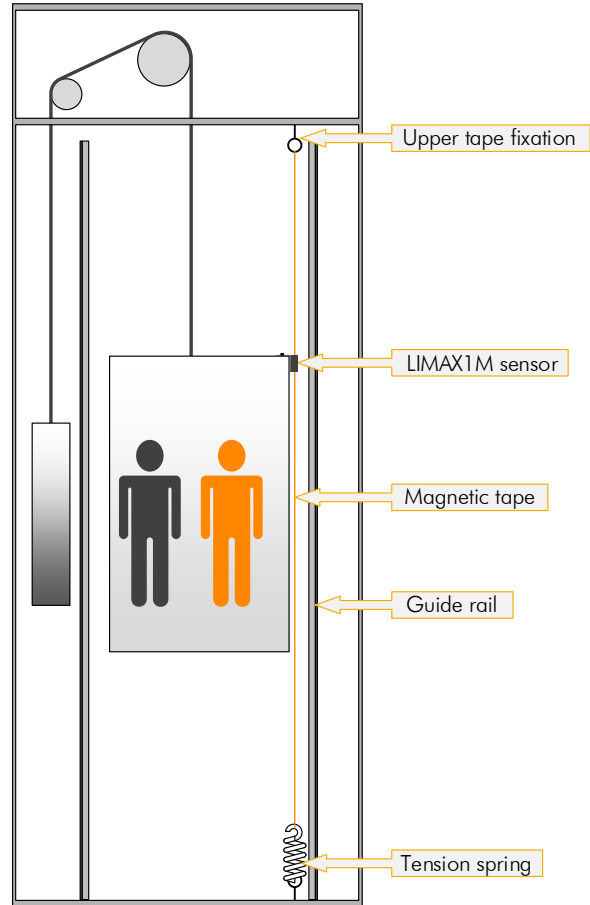 Upper tape fixation
LIMAX1M sensor
Magnetic tape
Guide rail
Tension spring